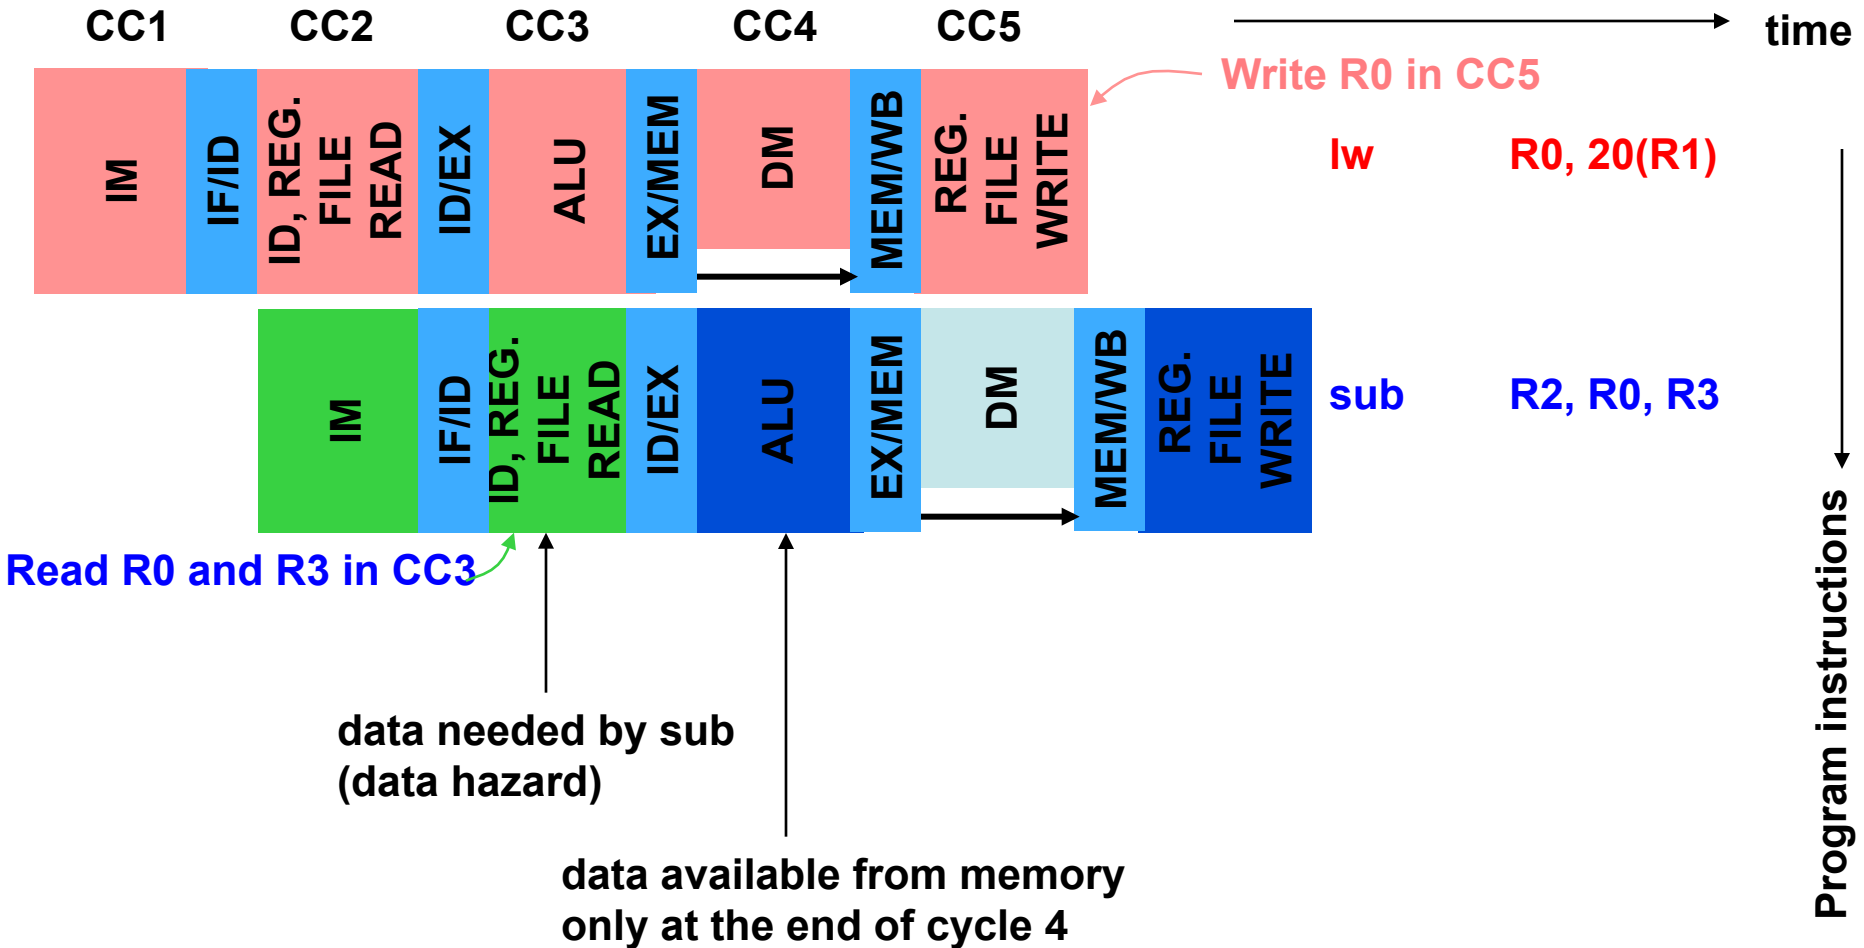 CC1 CC2 CC3 CC4 CC5 time
Write R0 in CC5
IM
IF/ID
ID, REG.
FILE
READ
ID/EX
ALU
EX/MEM
DM
MEM/WB
REG.
FILE
WRITE
lw R0, 20(R1)
IM
IF/ID
ID, REG.
FILE
READ
ID/EX
ALU
EX/MEM
DM
MEM/WB
REG.
FILE
WRITE
sub R2, R0, R3
Read R0 and R3 in CC3
data needed by sub
(data hazard)
data available from memory
only at the end of cycle 4
Program instructions